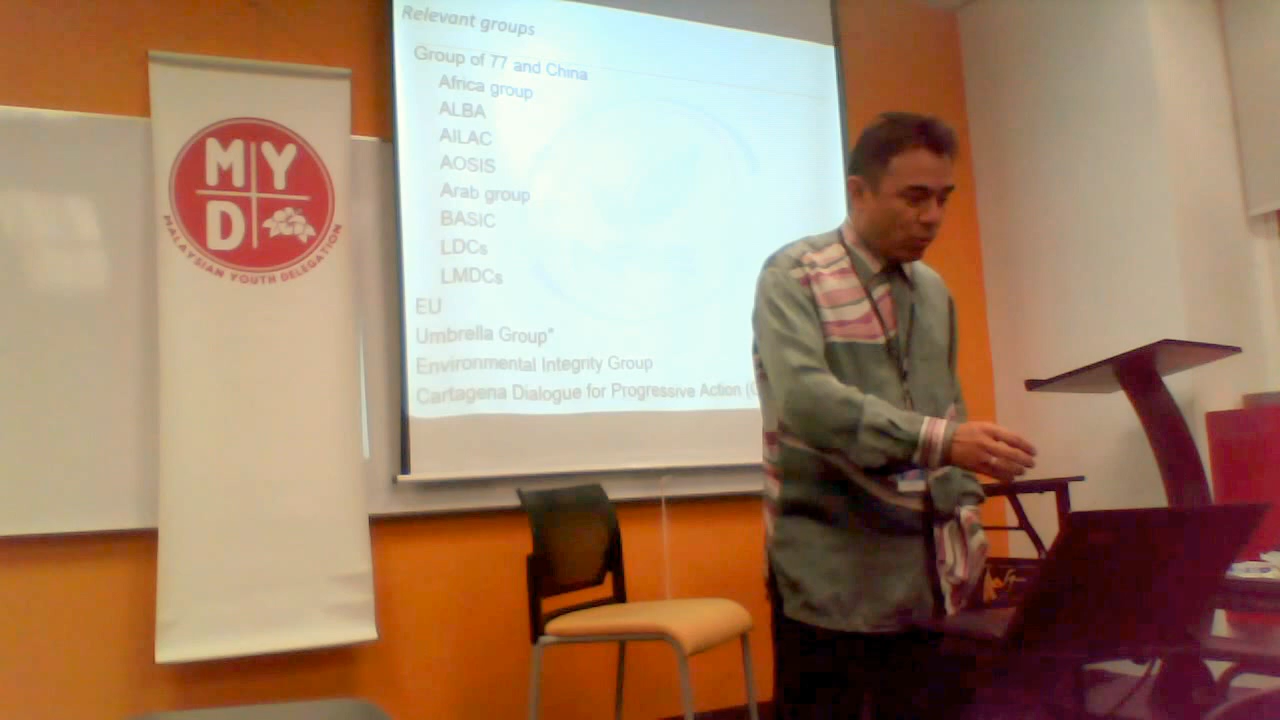 Relevant groups
Group of 77 and China
Africa group
ALBA
AILAC
AOSIS
Arab group
BASIC
LDCs
LMDCs
EU
Umbrella Group*
Environmental Integrity Group
Cartagena Dialogue for Progressive Action (
M Y
D
MALAYSIAN YOUTH DELEGATION